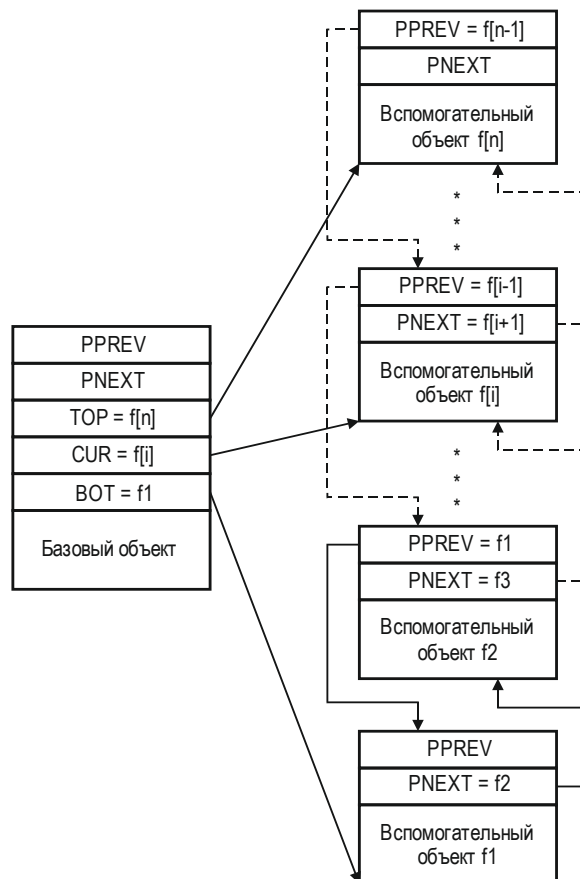 PPREV = f[n-1]
PNEXT
Вспомогательный
объект f[n]
*
*
*
PPREV = f[i-1]
PNEXT = f[i+1]
Вспомогательный
объект f[i]
*
*
*
PPREV
PNEXT
TOP = f[n]
CUR = f[i]
BOT = f1
Базовый объект
PPREV = f1
PNEXT = f3
Вспомогательный
объект f2
PPREV
PNEXT = f2
Вспомогательный
объект f1